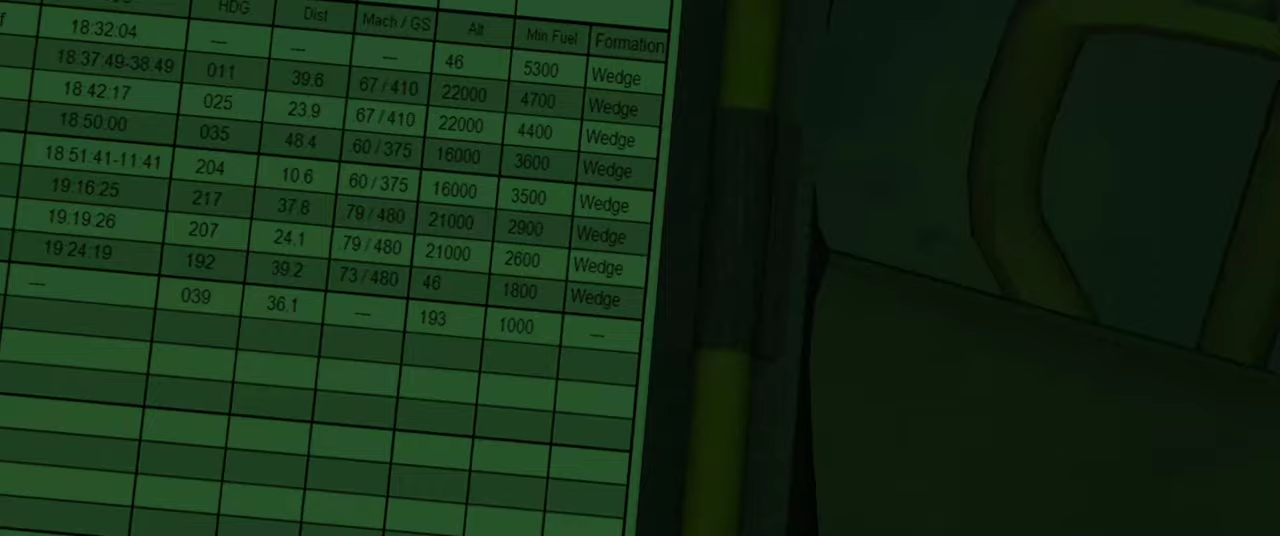 HDG Dist Mach / GS Alt Min Fuel Formation
f 18:32:04 --- --- --- 46 5300 Wedge
18:37:49-38:49 011 39.6 .67 / 410 22000 4700 Wedge
18:42:17 025 23.9 .67 / 410 22000 4400 Wedge
18:50:00 035 48.4 .60 / 375 16000 3600 Wedge
18:51:41-11:41 204 10.6 .60 / 375 16000 3500 Wedge
19:16:25 217 37.8 .79 / 480 21000 2900 Wedge
19:19:26 207 24.1 .79 / 480 21000 2600 Wedge
19:24:19 192 39.2 .73 / 480 46 1800 Wedge
--- 039 36.1 --- 193 1000 ---